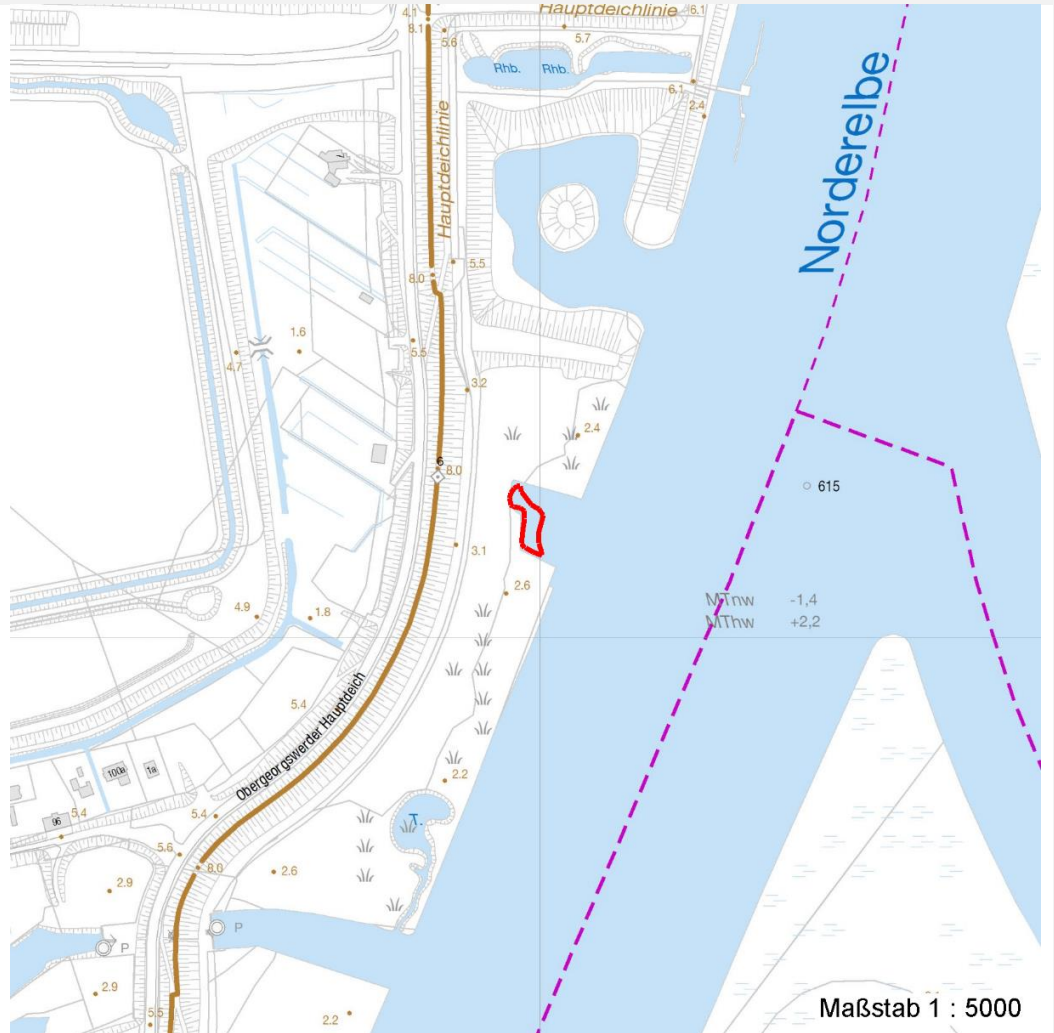 Hauptdeichlinie
6.1
4.1
8.1
5.6
5.7
Rhb.
Rhb.
6.1
2.4
Norderelbe
Hauptdeichlinie
7
5.5
8.0
1.6
4.7
5.5
3.2
2.4
6
8.0
615
3.1
2.6
MTnw -1,4
MThw +2,2
4.9
1.8
5.4
Obergeorgswerder Hauptdeich
100a
1a
2.2
96
5.4
5.4
T.
5.6
8.0
2.6
2.9
P
P
2.9
5.5
2.2
Maßstab 1 : 5000